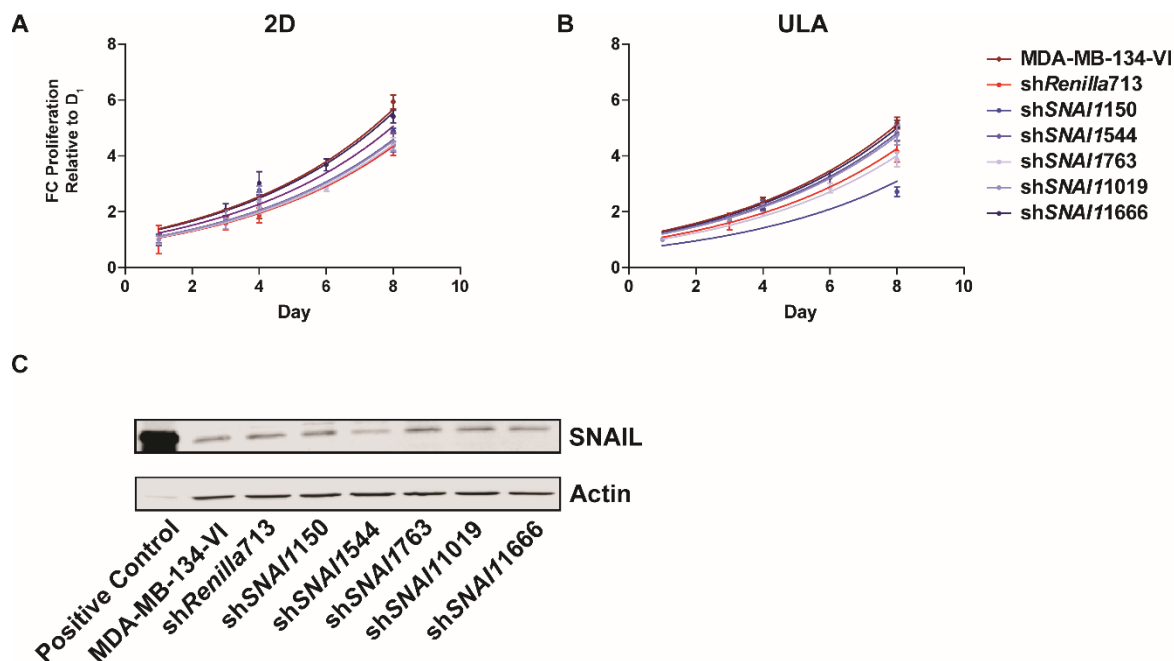 A
2D
8
6
4
2
0
0 2 4 6 8 10
FC Proliferation
Relative to D1
Day
B
ULA
8
6
4
2
0
0 2 4 6 8 10
Day
MDA-MB-134-VI
shRenilla713
shSNAI1150
shSNAI1544
shSNAI1763
shSNAI11019
shSNAI11666
C
SNAIL
Actin
Positive Control
MDA-MB-134-VI
shRenilla713
shSNAI1150
shSNAI1544
shSNAI1763
shSNAI11019
shSNAI11666